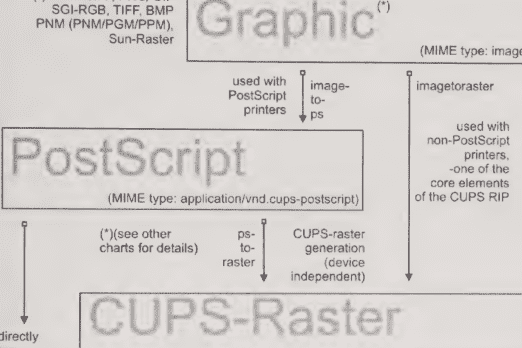 SGI-RGB, TIFF, BMP
PNM (PNM/PGM/PPM),
Sun-Raster
Graphic(*)
(MIME type: image
used with
PostScript
printers
image-
to-
ps
imagetoraster
used with
non-PostScript
printers,
-one of the
core elements
of the CUPS RIP
PostScript
(MIME type: application/vnd.cups-postscript)
(*)(see other
charts for details)
ps-
to-
raster
CUPS-raster
generation
(device
independent)
directly
CUPS-Raster